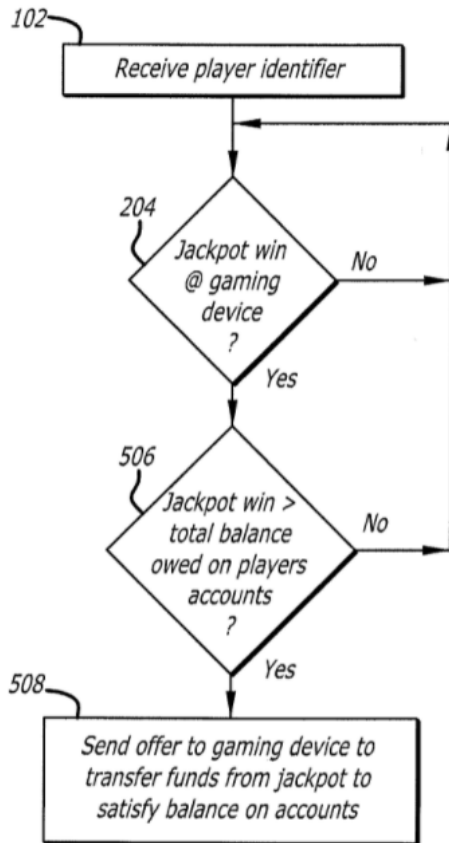 102
Receive player identifier
204
Jackpot win
@ gaming
device
?
No
Yes
506
Jackpot win >
total balance
owed on players
accounts
?
No
Yes
508
Send offer to gaming device to
transfer funds from jackpot to
satisfy balance on accounts